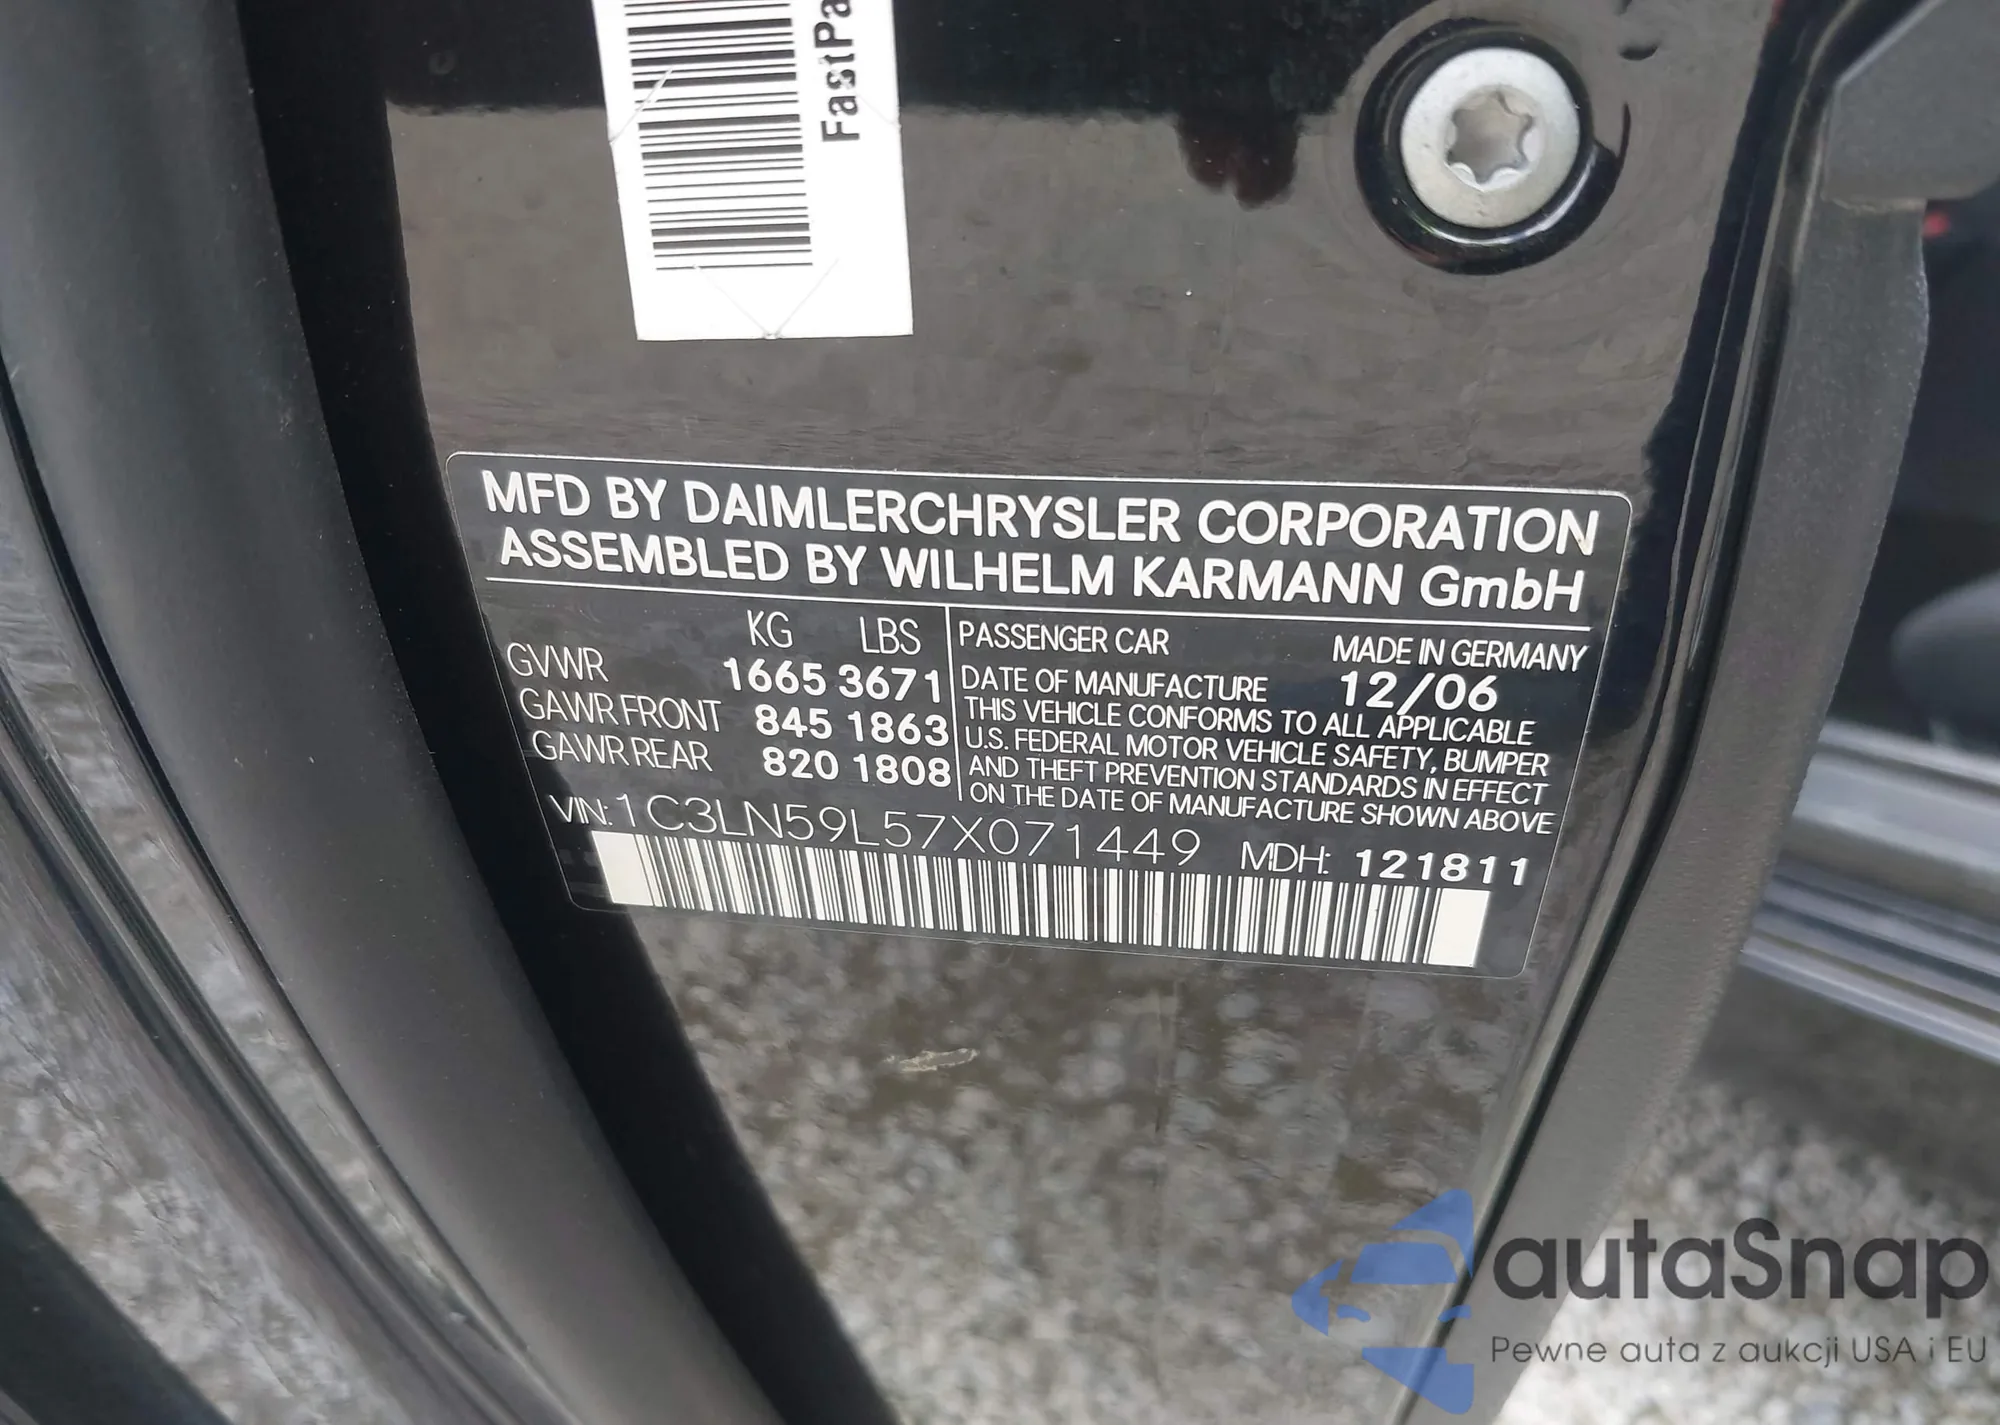 FastPa
MFD BY DAIMLERCHRYSLER CORPORATION
ASSEMBLED BY WILHELM KARMANN GmbH
KG LBS
GVWR 1665 3671
GAWR FRONT 845 1863
GAWR REAR 820 1808
PASSENGER CAR MADE IN GERMANY
DATE OF MANUFACTURE 12/06
THIS VEHICLE CONFORMS TO ALL APPLICABLE
U.S. FEDERAL MOTOR VEHICLE SAFETY, BUMPER
AND THEFT PREVENTION STANDARDS IN EFFECT
ON THE DATE OF MANUFACTURE SHOWN ABOVE
VIN: 1C3LN59L57X071449 MDH: 121811
autaSnap
Pewne auta z aukcji USA i EU